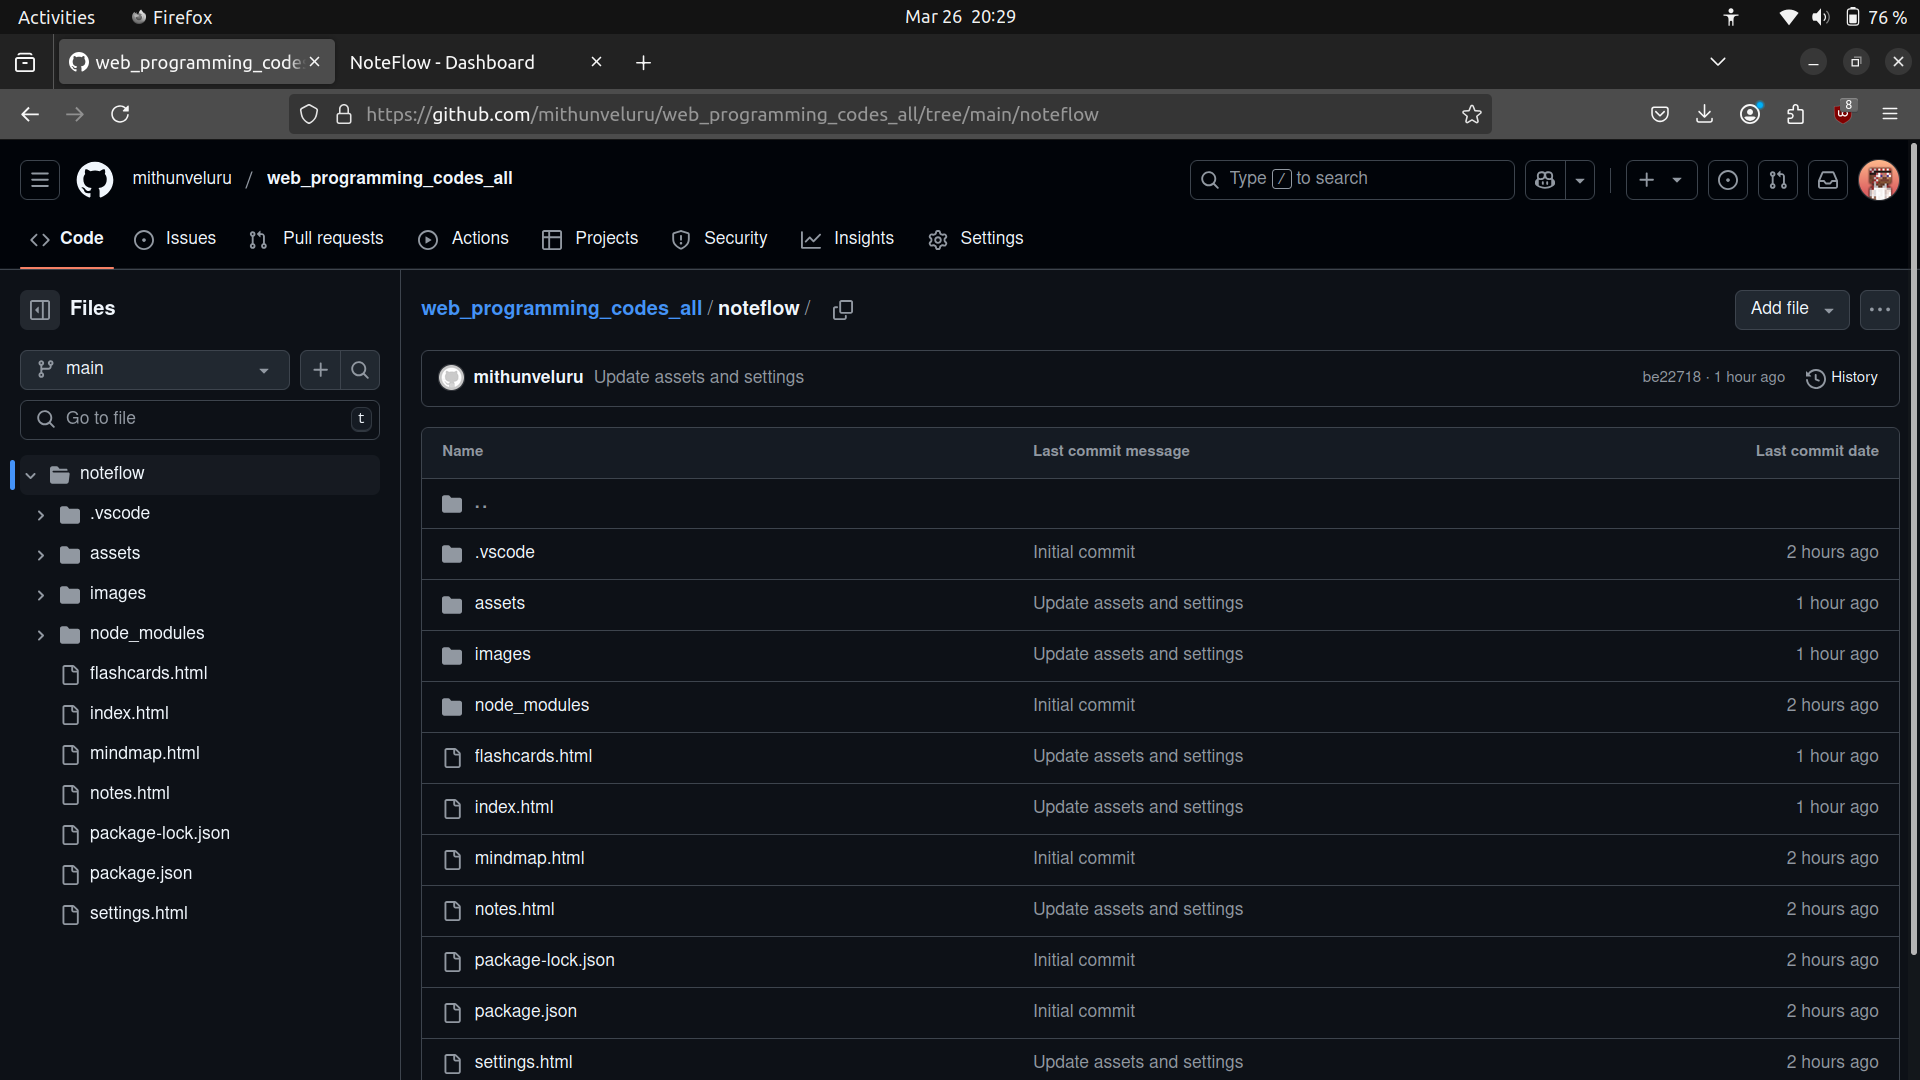 Activities Firefox Mar 26 20:29 76 %
web_programming_code NoteFlow - Dashboard
https://github.com/mithunveluru/web_programming_codes_all/tree/main/noteflow 8
mithunveluru / web_programming_codes_all Type / to search
Code Issues Pull requests Actions Projects Security Insights Settings
Files
main
Go to file t
noteflow
.vscode
assets
images
node_modules
flashcards.html
index.html
mindmap.html
notes.html
package-lock.json
package.json
settings.html
web_programming_codes_all / noteflow / Add file
mithunveluru Update assets and settings be22718 · 1 hour ago History
Name Last commit message Last commit date
..
.vscode Initial commit 2 hours ago
assets Update assets and settings 1 hour ago
images Update assets and settings 1 hour ago
node_modules Initial commit 2 hours ago
flashcards.html Update assets and settings 1 hour ago
index.html Update assets and settings 1 hour ago
mindmap.html Initial commit 2 hours ago
notes.html Update assets and settings 2 hours ago
package-lock.json Initial commit 2 hours ago
package.json Initial commit 2 hours ago
settings.html Update assets and settings 2 hours ago